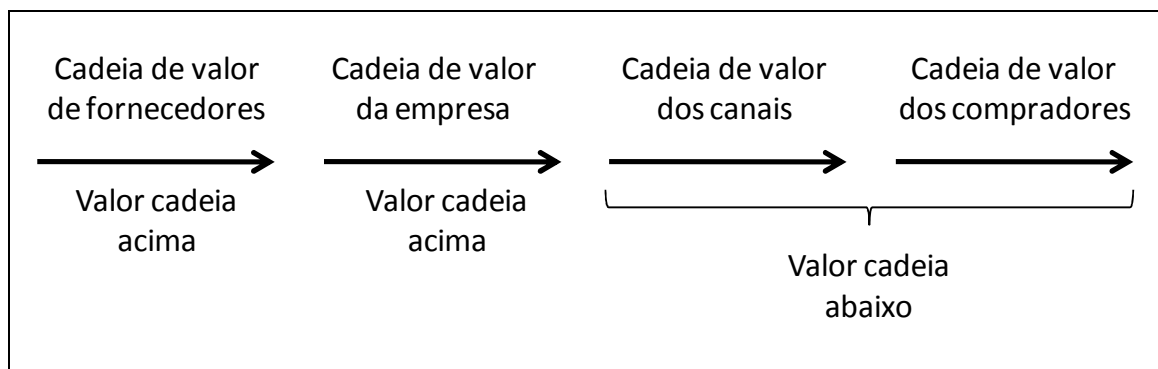 Cadeia de valor
de fornecedores
Cadeia de valor
da empresa
Cadeia de valor
dos canais
Cadeia de valor
dos compradores
Valor cadeia
acima
Valor cadeia
acima
Valor cadeia
abaixo